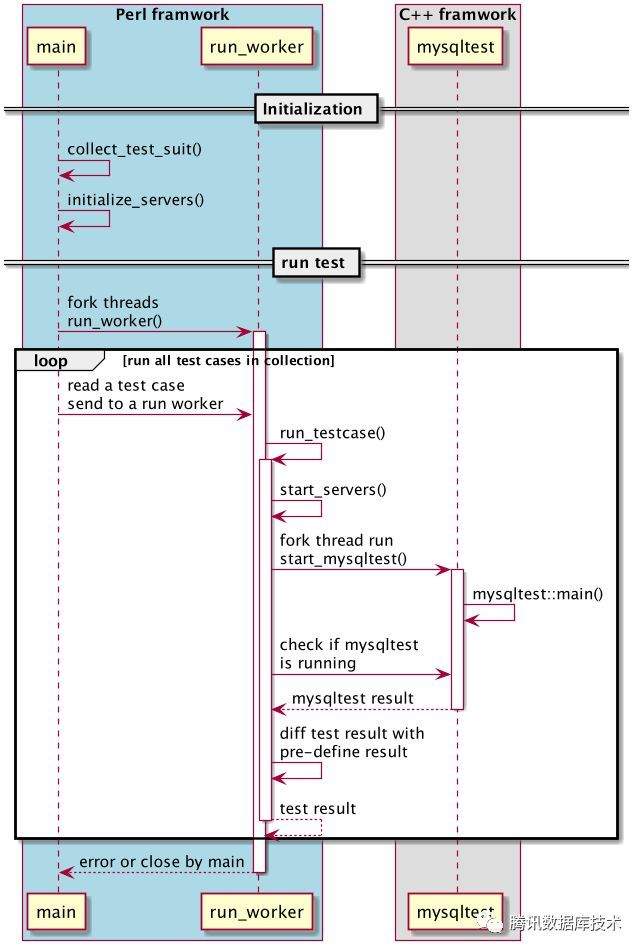 Perl framwork
C++ framwork
main
run_worker
mysqltest
Initialization
collect_test_suit()
initialize_servers()
run test
fork threads
run_worker()
loop
[run all test cases in collection]
read a test case
send to a run worker
run_testcase()
start_servers()
fork thread run
start_mysqltest()
mysqltest::main()
check if mysqltest
is running
mysqltest result
diff test result with
pre-define result
test result
error or close by main
main
run_worker
mysqltest
腾讯数据库技术